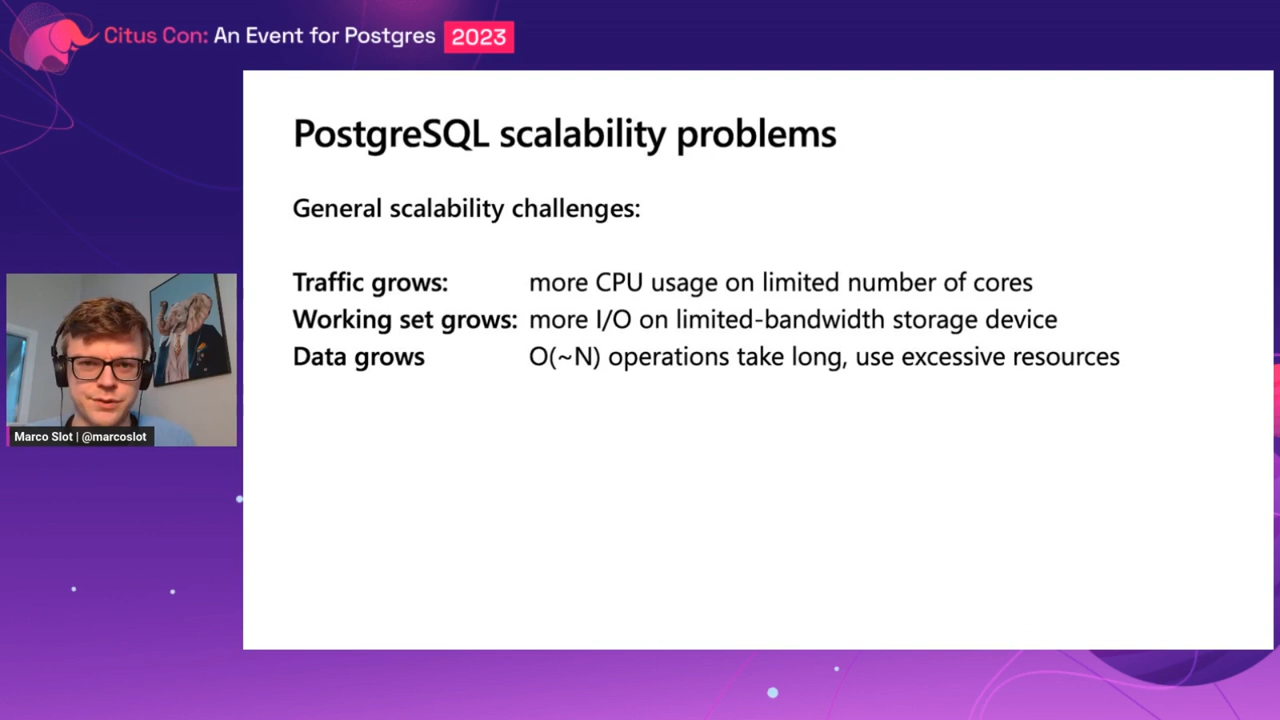 Citus Con: An Event for Postgres 2023
PostgreSQL scalability problems
General scalability challenges:
Traffic grows: more CPU usage on limited number of cores
Working set grows: more I/O on limited-bandwidth storage device
Data grows O(~N) operations take long, use excessive resources
Marco Slot | @marcoslot